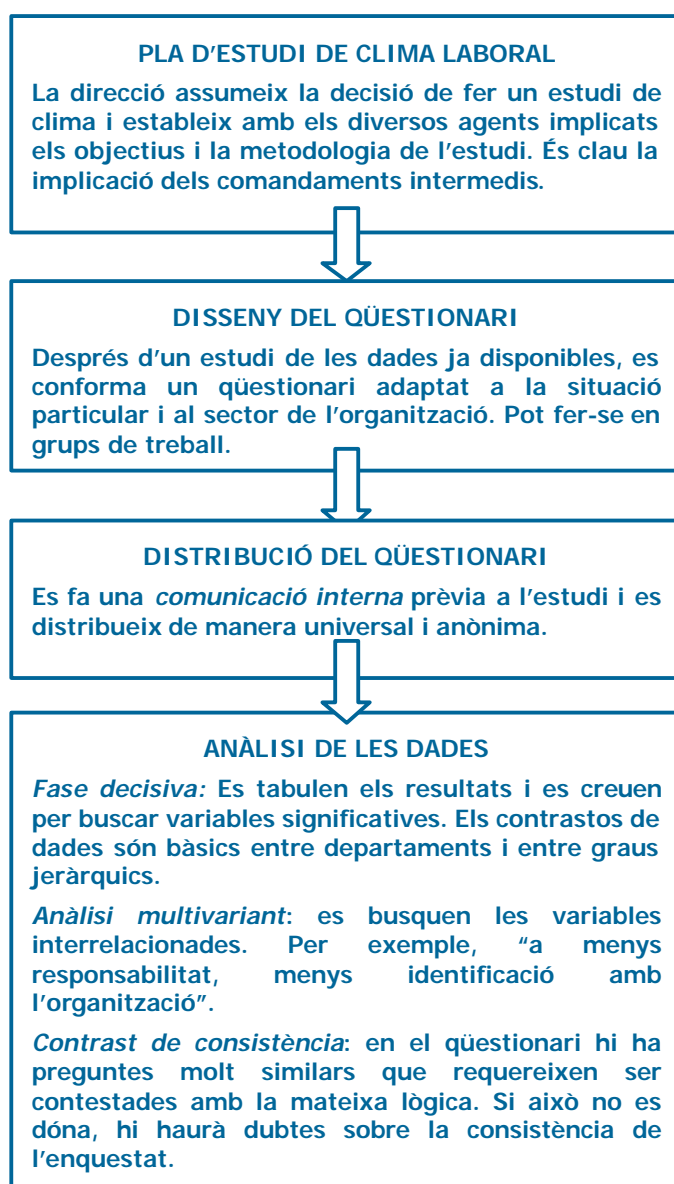 PLA D'ESTUDI DE CLIMA LABORAL
La direcció assumeix la decisió de fer un estudi de
clima i estableix amb els diversos agents implicats
els objectius i la metodologia de l'estudi. És clau la
implicació dels comandaments intermedis.
DISSENY DEL QÜESTIONARI
Després d'un estudi de les dades ja disponibles, es
conforma un qüestionari adaptat a la situació
particular i al sector de l'organització. Pot fer-se en
grups de treball.
DISTRIBUCIÓ DEL QÜESTIONARI
Es fa una comunicació interna prèvia a l'estudi i es
distribueix de manera universal i anònima.
ANÀLISI DE LES DADES
Fase decisiva: Es tabulen els resultats i es creuen
per buscar variables significatives. Els contrastos de
dades són bàsics entre departaments i entre graus
jeràrquics.
Anàlisi multivariant: es busquen les variables
interrelacionades. Per exemple, "a menys
responsabilitat, menys identificació amb
l'organització".
Contrast de consistència: en el qüestionari hi ha
preguntes molt similars que requereixen ser
contestades amb la mateixa lògica. Si això no es
dóna, hi haurà dubtes sobre la consistència de
l'enquestat.